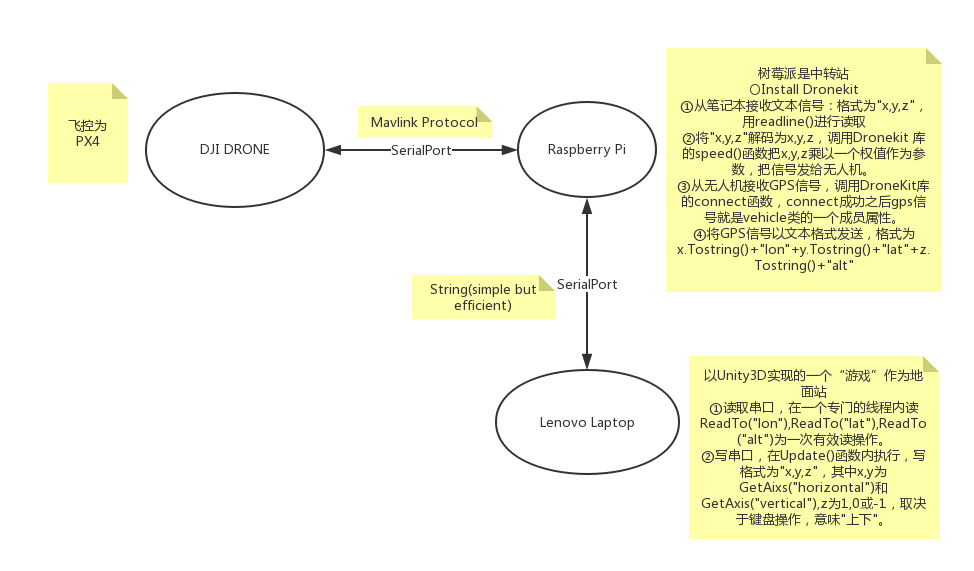 飞控为
PX4
DJI DRONE
Mavlink Protocol
SerialPort
Raspberry Pi
树莓派是中转站
〇Install Dronekit
①从笔记本接收文本信号：格式为"x,y,z"，
用readline()进行读取
②将"x,y,z"解码为x,y,z，调用Dronekit 库
的speed()函数把x,y,z乘以一个权值作为参
数，把信号发给无人机。
③从无人机接收GPS信号，调用DroneKit库
的connect函数，connect成功之后gps信
号就是vehicle类的一个成员属性。
④将GPS信号以文本格式发送，格式为
x.Tostring()+"lon"+y.Tostring()+"lat"+z.
Tostring()+"alt"
String(simple but
efficient)
SerialPort
Lenovo Laptop
以Unity3D实现的一个“游戏”作为地
面站
①读取串口，在一个专门的线程内读
ReadTo("lon"),ReadTo("lat"),ReadTo
("alt")为一次有效读操作。
②写串口，在Update()函数内执行，写
格式为"x,y,z"，其中x,y为
GetAixs("horizontal")和
GetAxis("vertical"),z为1,0或-1，取决
于键盘操作，意味"上下"。